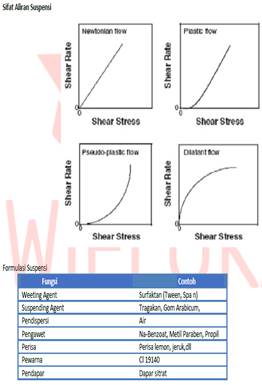 Sifat Aliran Suspensi
Newtonian flow
Shear Rate
0
Shear Stress
Plastic flow
Shear Rate
0
Shear Stress
Pseudo-plastic flow
Shear Rate
0
Shear Stress
Dilatant flow
Shear Rate
0
Shear Stress
Formulasi Suspensi
Fungsi Contoh
Weeting Agent Surfaktan (Tween, Spa n)
Suspending Agent Tragakan, Gom Arabicum,
Pendispersi Air
Pengawet Na-Benzoat, Metil Paraben, Propil
Perisa Perisa lemon, jeruk,dll
Pewarna CI 19140
Pendapar Dapar sitrat